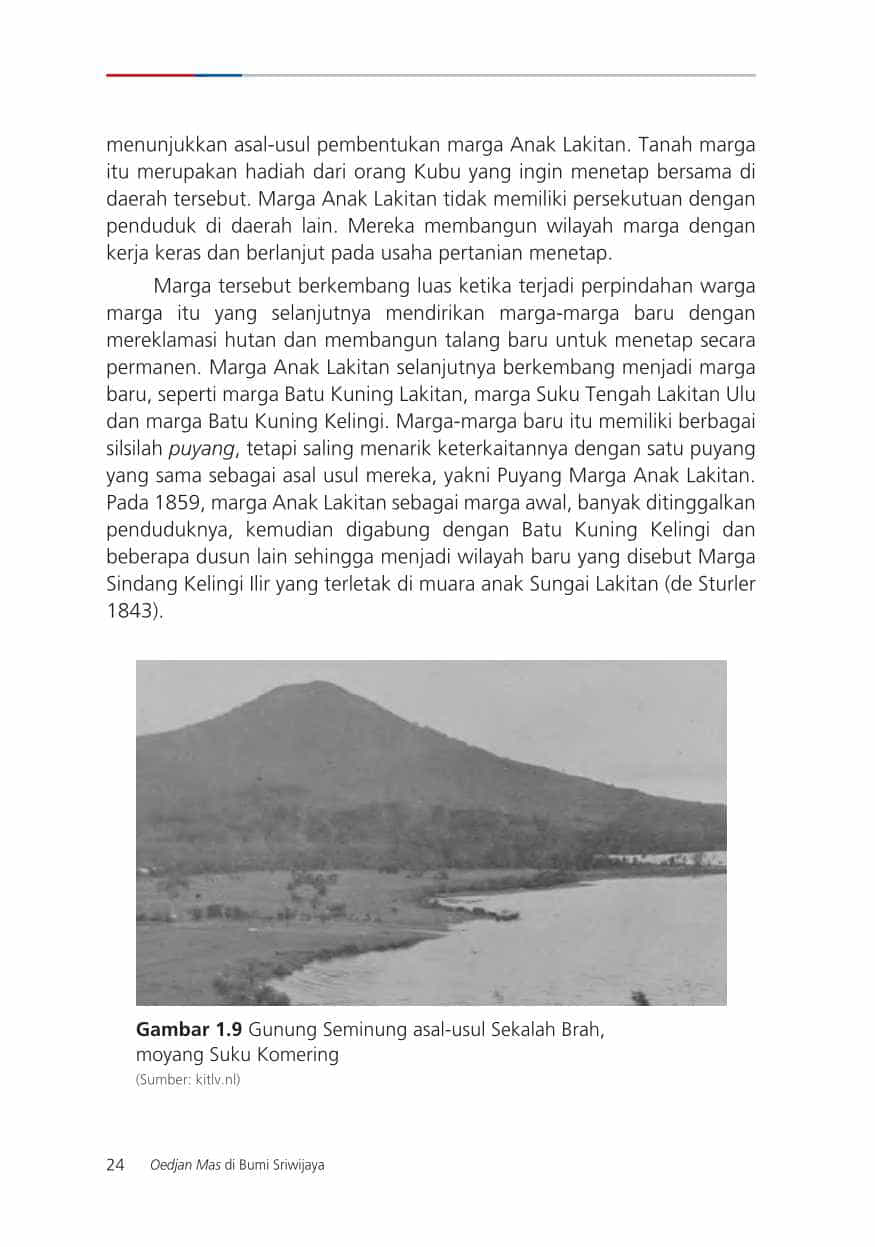 menunjukkan asal-usul pembentukan marga Anak Lakitan. Tanah marga
itu merupakan hadiah dari orang Kubu yang ingin menetap bersama di
daerah tersebut. Marga Anak Lakitan tidak memiliki persekutuan dengan
penduduk di daerah lain. Mereka membangun wilayah marga dengan
kerja keras dan berlanjut pada usaha pertanian menetap.
Marga tersebut berkembang luas ketika terjadi perpindahan warga
marga itu yang selanjutnya mendirikan marga-marga baru dengan
mereklamasi hutan dan membangun talang baru untuk menetap secara
permanen. Marga Anak Lakitan selanjutnya berkembang menjadi marga
baru, seperti marga Batu Kuning Lakitan, marga Suku Tengah Lakitan Ulu
dan marga Batu Kuning Kelingi. Marga-marga baru itu memiliki berbagai
silsilah puyang, tetapi saling menarik keterkaitannya dengan satu puyang
yang sama sebagai asal usul mereka, yakni Puyang Marga Anak Lakitan.
Pada 1859, marga Anak Lakitan sebagai marga awal, banyak ditinggalkan
penduduknya, kemudian digabung dengan Batu Kuning Kelingi dan
beberapa dusun lain sehingga menjadi wilayah baru yang disebut Marga
Sindang Kelingi Ilir yang terletak di muara anak Sungai Lakitan (de Sturler
1843).
Gambar 1.9 Gunung Seminung asal-usul Sekalah Brah,
moyang Suku Komering
(Sumber: kitlv.nl)
24 Oedjan Mas di Bumi Sriwijaya